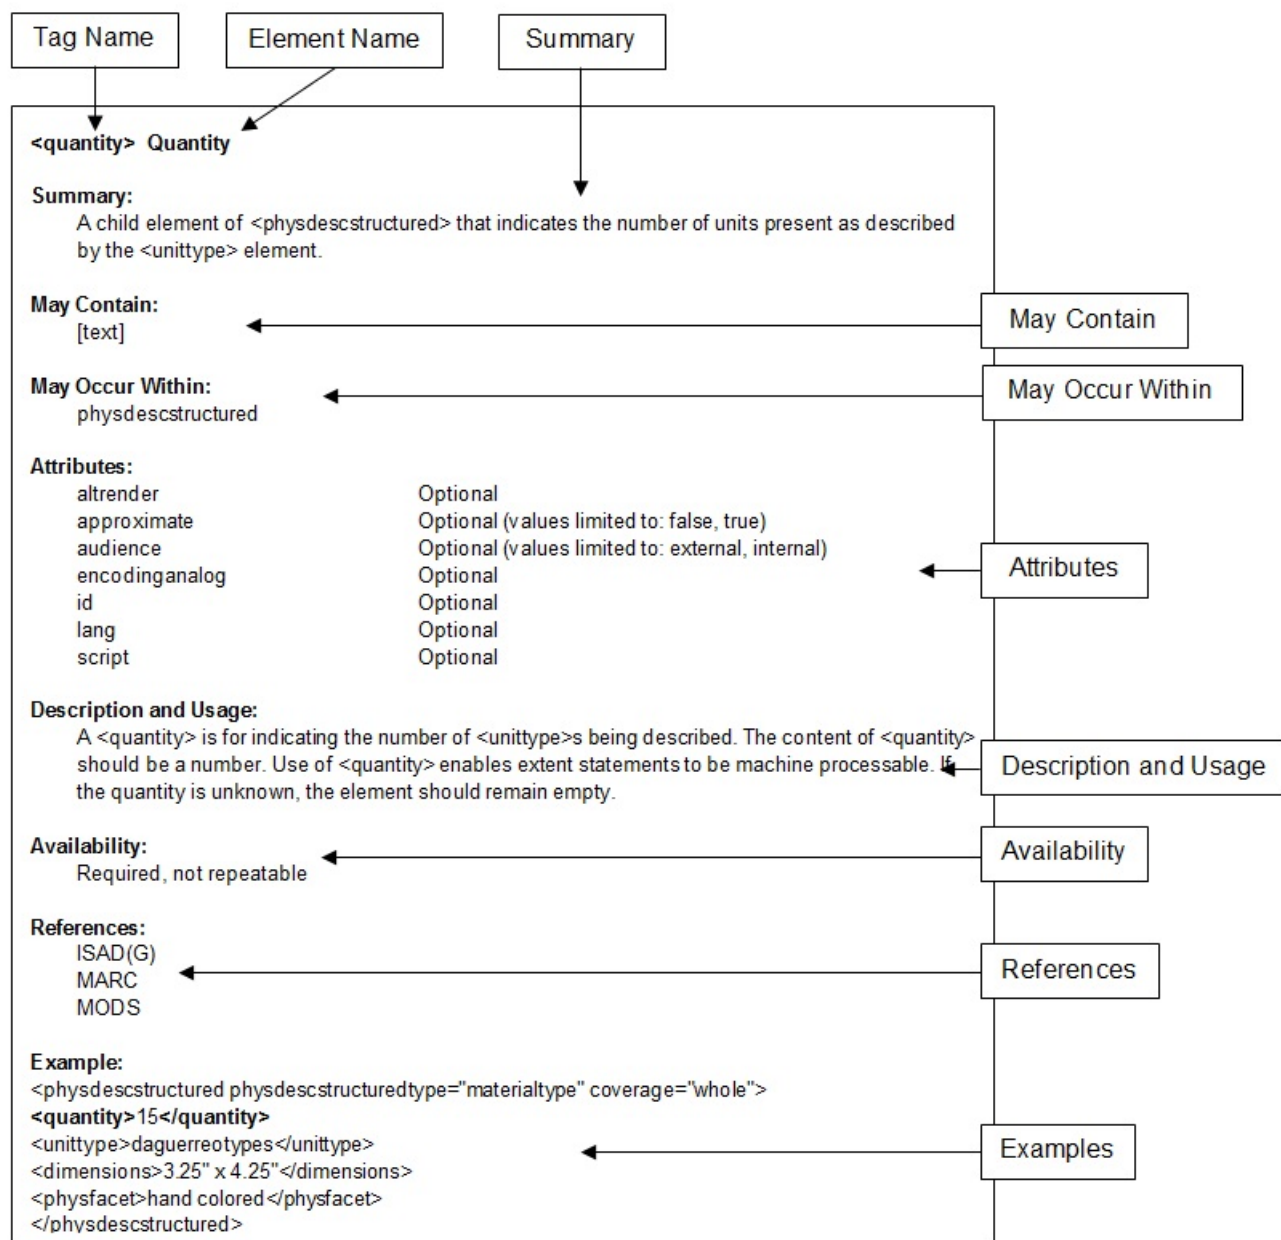 Tag Name
Element Name
Summary
<quantity> Quantity
Summary:
A child element of <physdescstructured> that indicates the number of units present as described
by the <unittype> element.
May Contain:
[text]
May Contain
May Occur Within:
physdescstructured
May Occur Within
Attributes:
altrender Optional
approximate Optional (values limited to: false, true)
audience Optional (values limited to: external, internal)
encodinganalog Optional
id Optional
lang Optional
script Optional
Attributes
Description and Usage:
A <quantity> is for indicating the number of <unittype>s being described. The content of <quantity>
should be a number. Use of <quantity> enables extent statements to be machine processable. If
the quantity is unknown, the element should remain empty.
Description and Usage
Availability:
Required, not repeatable
Availability
References:
ISAD(G)
MARC
MODS
References
Example:
<physdescstructured physdescstructuredtype="materialtype" coverage="whole">
<quantity>15</quantity>
<unittype>daguerreotypes</unittype>
<dimensions>3.25" x 4.25"</dimensions>
<physfacet>hand colored</physfacet>
</physdescstructured>
Examples